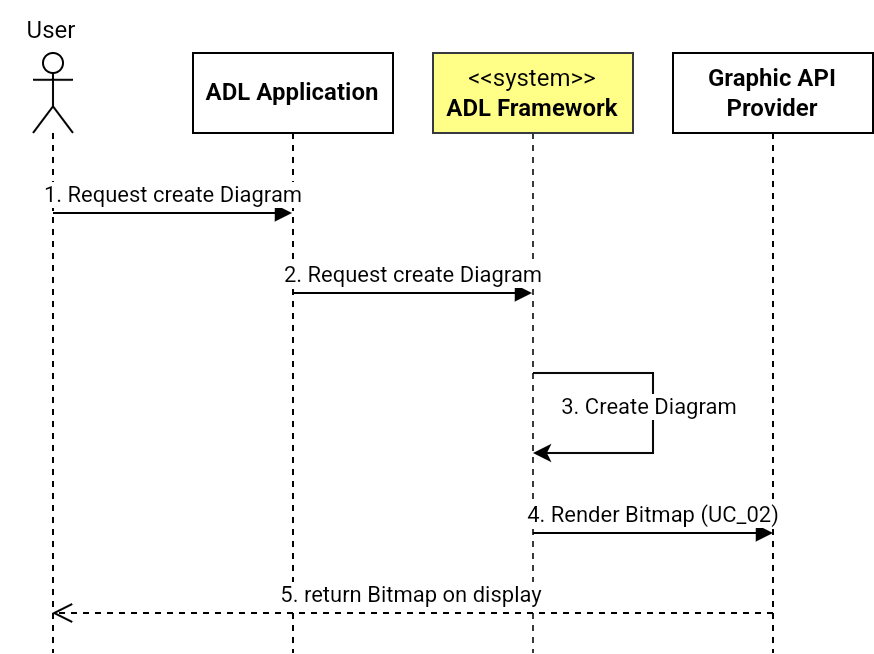 User
ADL Application
<<system>>
ADL Framework
Graphic API
Provider
1. Request create Diagram
2. Request create Diagram
3. Create Diagram
4. Render Bitmap (UC_02)
5. return Bitmap on display